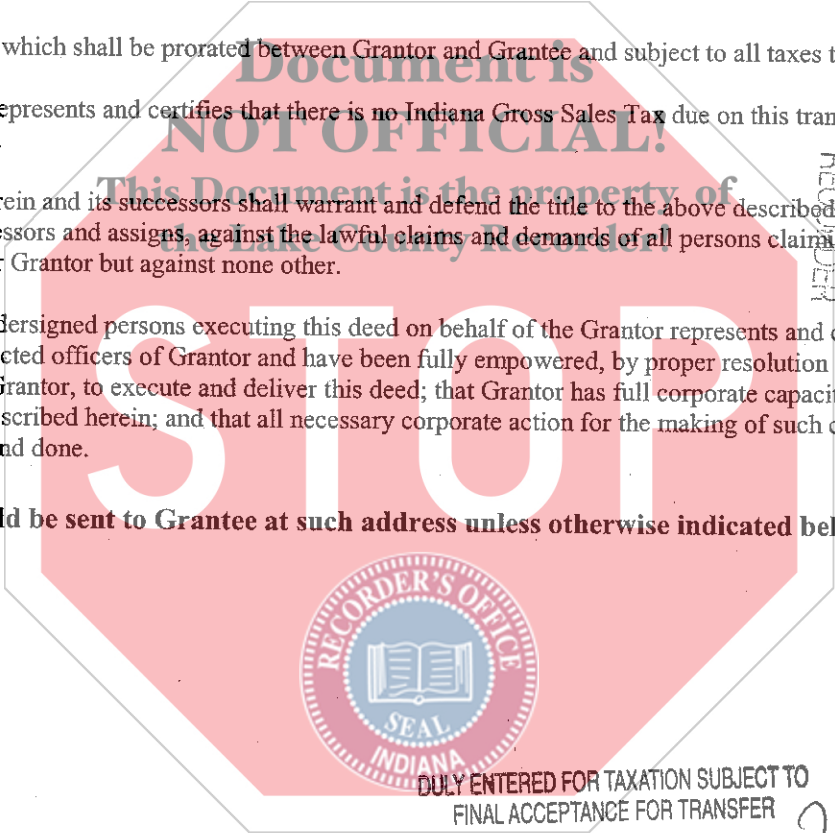 which shall be prorated between Grantor and Grantee and subject to all taxes t
Document is
epresents and certifies that there is no Indiana Gross Sales Tax due on this tran
NOT OFFICIAL!
This Document is the property of
rein and its successors shall warrant and defend the title to the above described
the Lake County Recorder!
essors and assigns, against the lawful claims and demands of all persons claimi
Grantor but against none other.
RECORDER
dersigned persons executing this deed on behalf of the Grantor represents and c
cted officers of Grantor and have been fully empowered, by proper resolution
Grantor, to execute and deliver this deed; that Grantor has full corporate capacit
scribed herein; and that all necessary corporate action for the making of such c
nd done.
STOP
ld be sent to Grantee at such address unless otherwise indicated bel
RECORDER'S OFFICE
SEAL
INDIANA
DULY ENTERED FOR TAXATION SUBJECT TO
FINAL ACCEPTANCE FOR TRANSFER